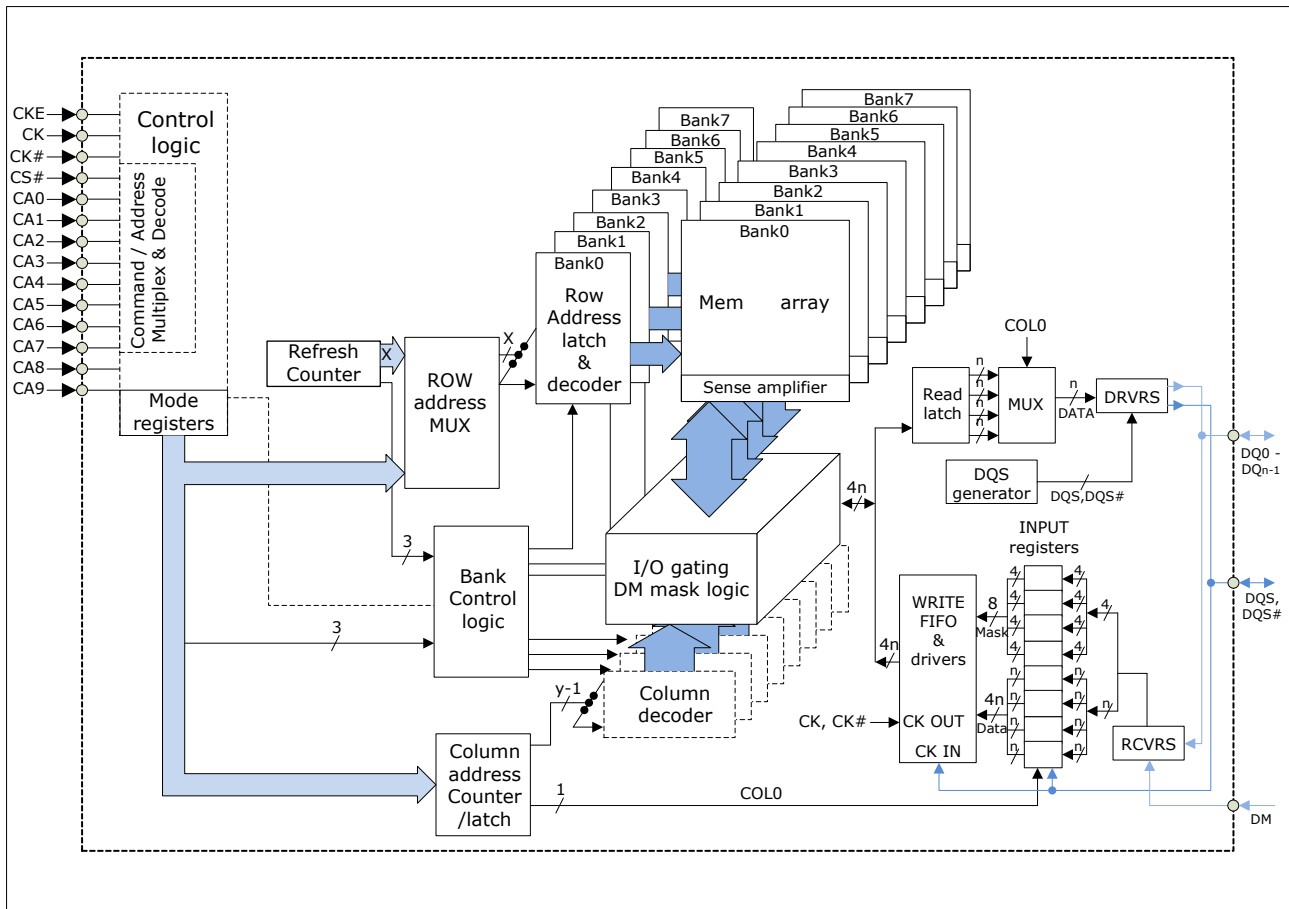 CKE
CK
CK#
CS#
CA0
CA1
CA2
CA3
CA4
CA5
CA6
CA7
CA8
CA9
Control
logic
Command / Address
Multiplex & Decode
Mode
registers
Refresh
Counter
X
ROW
address
MUX
X
3
3
Bank
Control
logic
Column
address
Counter
/latch
y-1
1
COL0
Bank7
Bank6
Bank5
Bank4
Bank3
Bank2
Bank1
Bank0
Row
Address
latch
&
decoder
Bank7
Bank6
Bank5
Bank4
Bank3
Bank2
Bank1
Bank0
Mem array
Sense amplifier
I/O gating
DM mask logic
Column
decoder
4n
4n
Read
latch
n
n
n
n
COL0
MUX
n
DATA
DRVRS
DQS
generator
DQS,DQS#
INPUT
registers
WRITE
FIFO
&
drivers
CK OUT
CK IN
CK, CK#
8
Mask
4n
Data
4
4
4
4
n
n
n
n
4
4
4
4
n
n
n
n
4
n
RCVRS
DQ0 -
DQn-1
DQS,
DQS#
DM